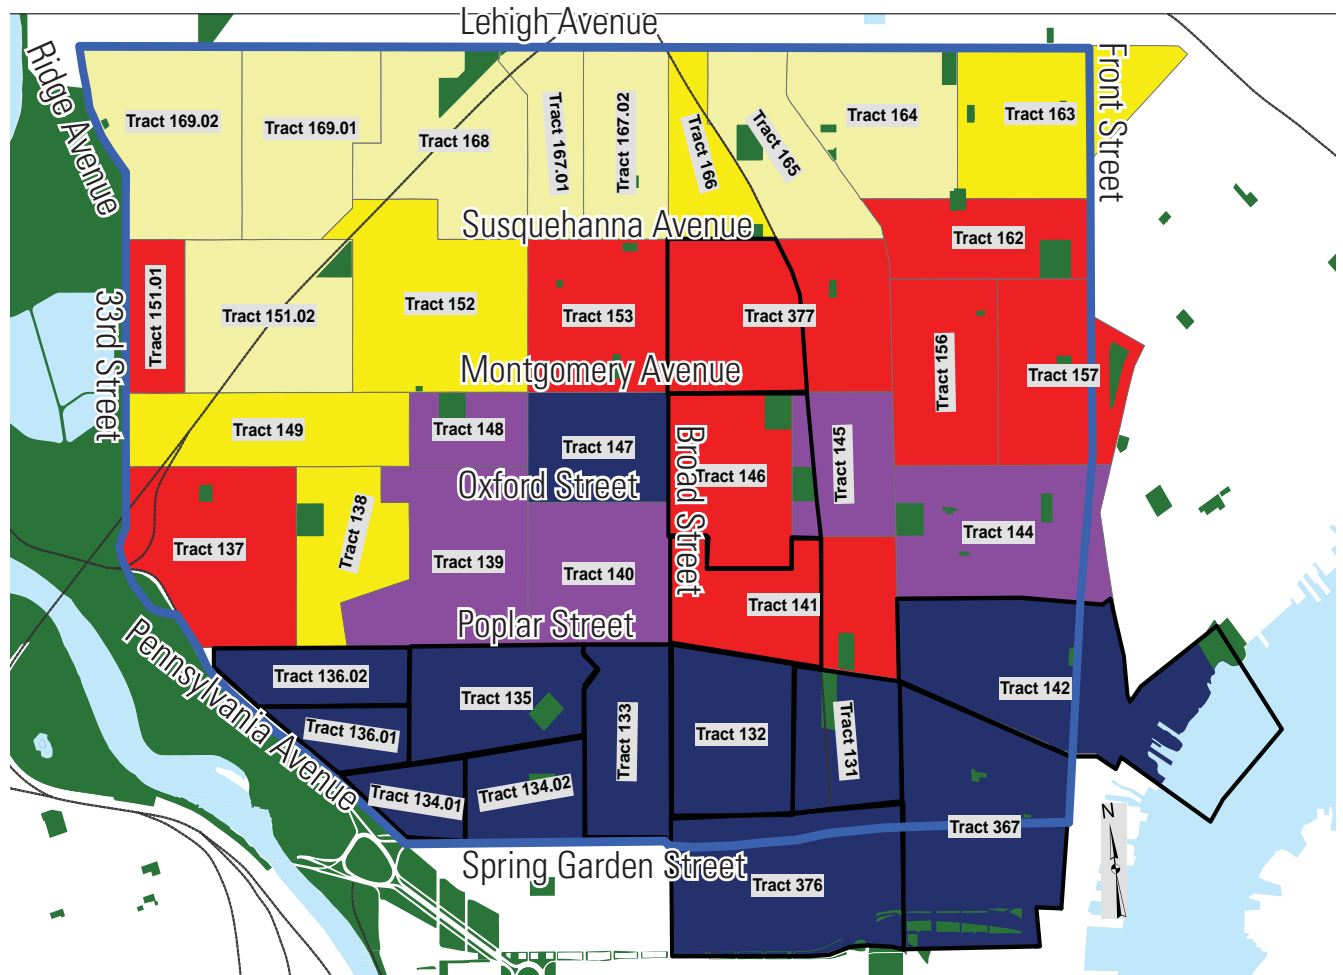 Lehigh Avenue
Ridge Avenue
Front Street
Tract 169.02
Tract 169.01
Tract 168
Tract 167.01
Tract 167.02
Tract 166
Tract 165
Tract 164
Tract 163
Susquehanna Avenue
Tract 162
33rd Street
Tract 151.01
Tract 151.02
Tract 152
Tract 153
Tract 377
Tract 156
Tract 157
Montgomery Avenue
Tract 149
Tract 148
Tract 147
Broad Street
Tract 146
Tract 145
Oxford Street
Tract 137
Tract 138
Tract 139
Tract 140
Tract 141
Tract 144
Poplar Street
Pennsylvania Avenue
Tract 136.02
Tract 136.01
Tract 135
Tract 133
Tract 132
Tract 131
Tract 142
Tract 134.01
Tract 134.02
Tract 367
Spring Garden Street
Tract 376
N